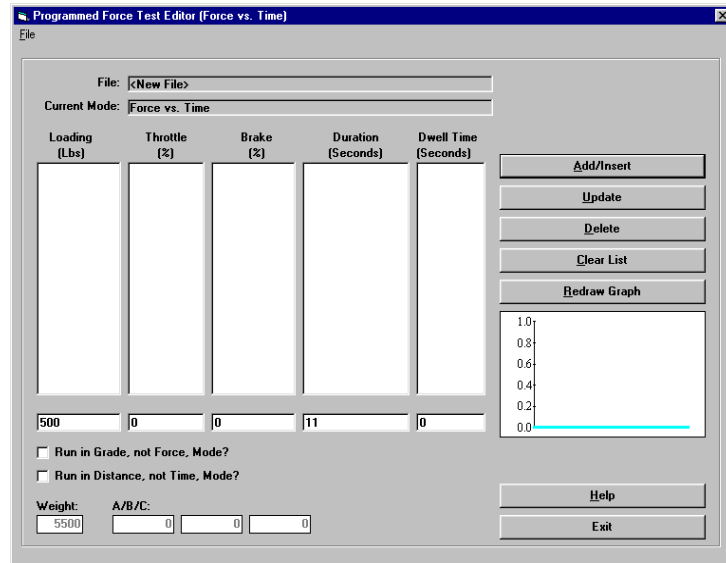 Programmed Force Test Editor (Force vs. Time)
File
File: <New File>
Current Mode: Force vs. Time
Loading (Lbs)
Throttle (%)
Brake (%)
Duration (Seconds)
Dwell Time (Seconds)
Add/Insert
Update
Delete
Clear List
Redraw Graph
1.0
0.8
0.6
0.4
0.2
0.0
500 0 0 11 0
Run in Grade, not Force, Mode?
Run in Distance, not Time, Mode?
Weight: A/B/C:
5500 0 0 0
Help
Exit